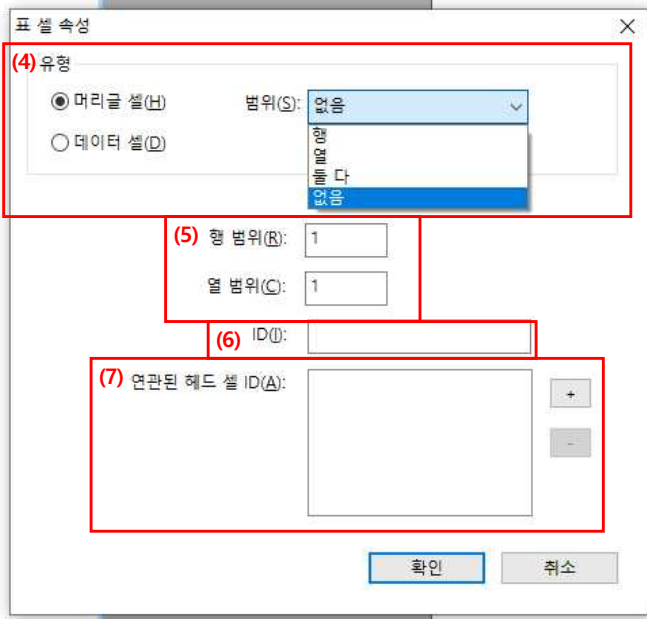 표 셀 속성
(4) 유형
머리글 셀(H) 범위(S): 없음
데이터 셀(D)
행
열
둘 다
없음
(5) 행 범위(R): 1
열 범위(C): 1
(6) ID(I):
(7) 연관된 헤드 셀 ID(A):
+
-
확인 취소